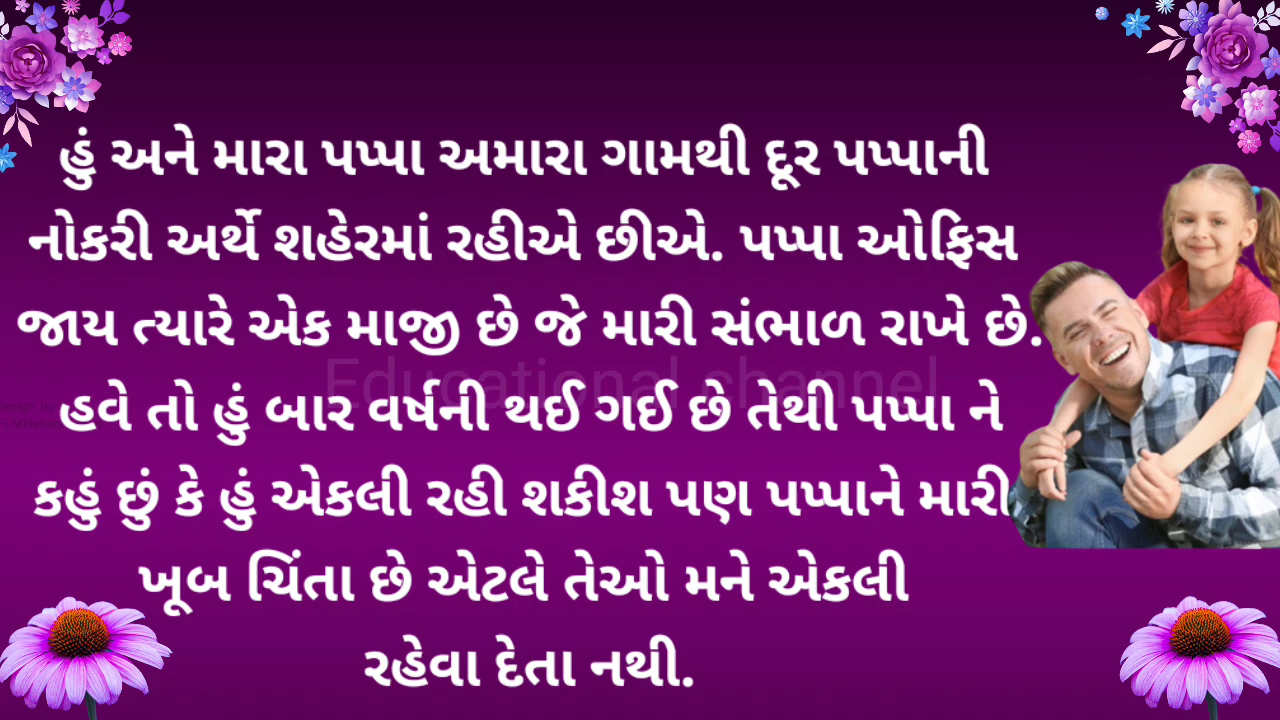 હું અને મારા પપ્પા અમારા ગામથી દૂર પપ્પાની
નોકરી અર્થે શહેરમાં રહીએ છીએ. પપ્પા ઓફિસ
જાય ત્યારે એક માજી છે જે મારી સંભાળ રાખે છે.
Educational channel
હવે તો હું બાર વર્ષની થઈ ગઈ છે તેથી પપ્પા ને
કહું છું કે હું એકલી રહી શકીશ પણ પપ્પાને મારી
ખૂબ ચિંતા છે એટલે તેઓ મને એકલી
રહેવા દેતા નથી.